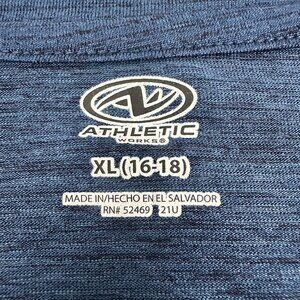 ATHLETIC
WORKS®
XL (16-18)
MADE IN/HECHO EN EL SALVADOR
RN# 52469 21U